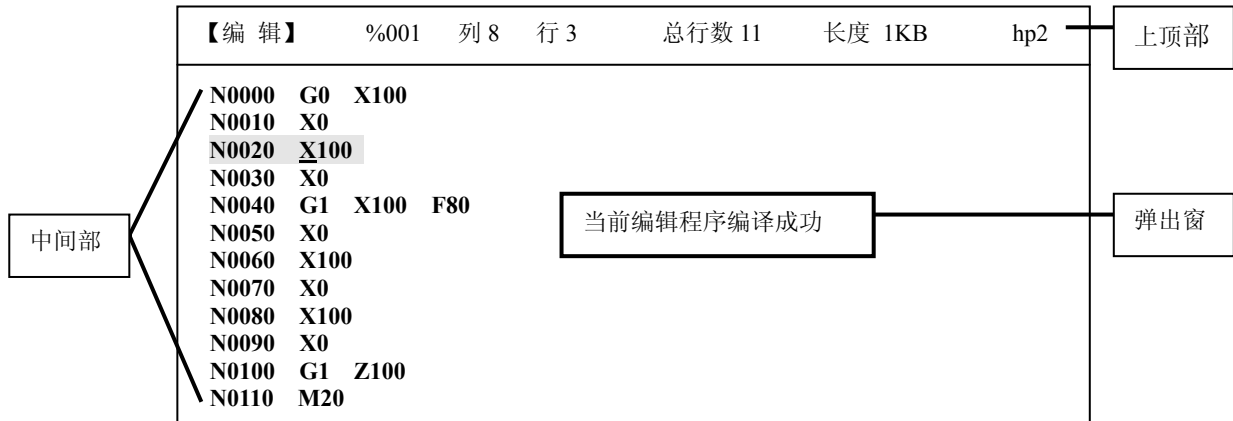 【编 辑】 %001 列 8 行 3 总行数 11 长度 1KB hp2
上顶部
N0000 G0 X100
N0010 X0
N0020 X100
N0030 X0
N0040 G1 X100 F80
当前编辑程序编译成功
弹出窗
中间部
N0050 X0
N0060 X100
N0070 X0
N0080 X100
N0090 X0
N0100 G1 Z100
N0110 M20